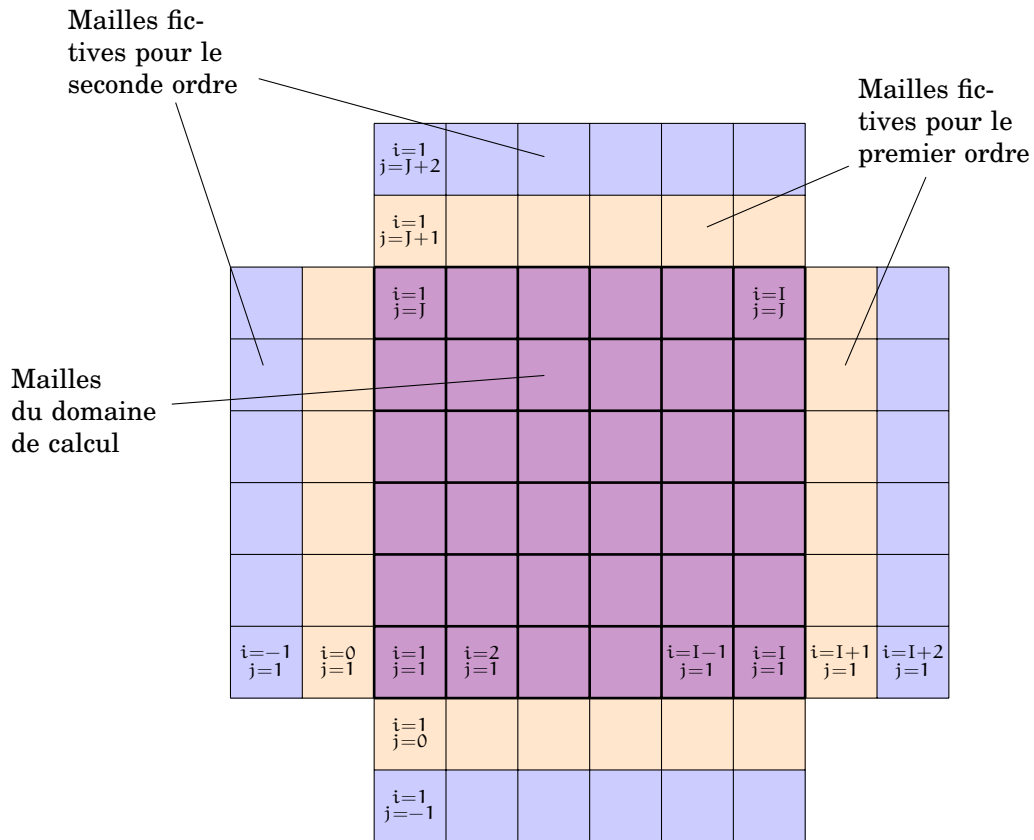 Mailles fic-
tives pour le
seconde ordre
Mailles fic-
tives pour le
premier ordre
i=1
j=J+2
i=1
j=J+1
i=1
j=J
i=I
j=J
Mailles
du domaine
de calcul
i=−1
j=1
i=0
j=1
i=1
j=1
i=2
j=1
i=I−1
j=1
i=I
j=1
i=I+1
j=1
i=I+2
j=1
i=1
j=0
i=1
j=−1